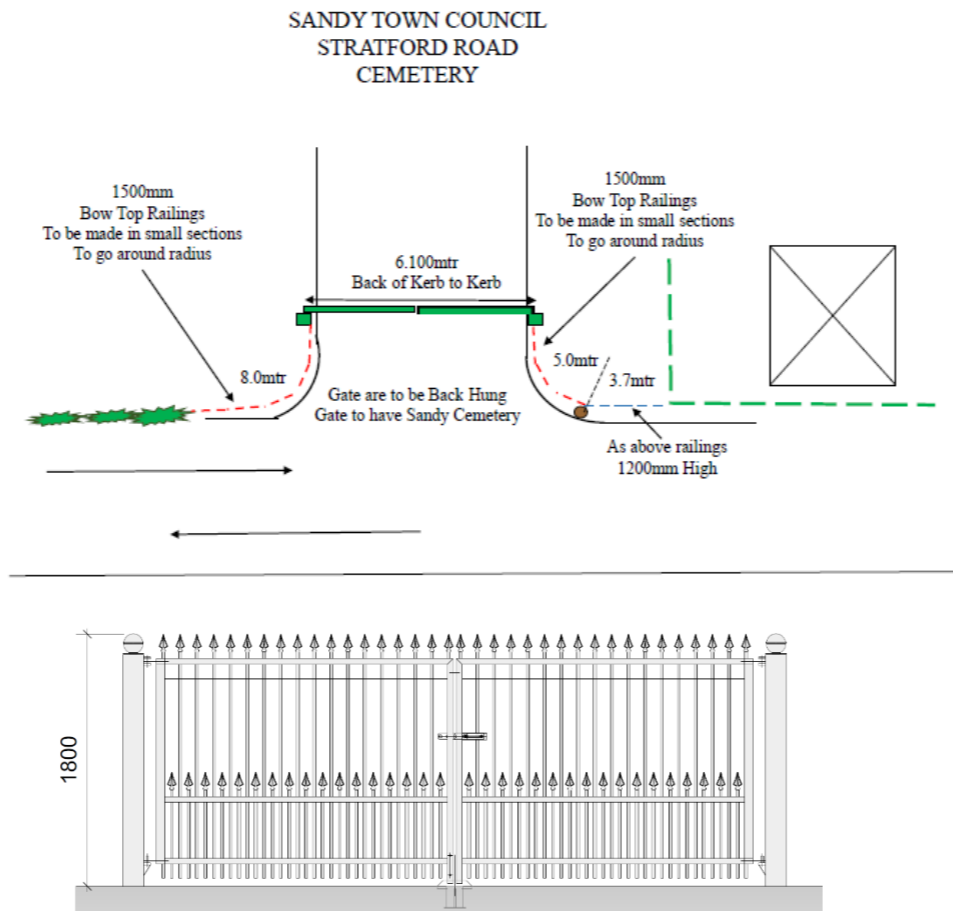 SANDY TOWN COUNCIL
STRATFORD ROAD
CEMETERY
1500mm
Bow Top Railings
To be made in small sections
To go around radius
6.100mtr
Back of Kerb to Kerb
1500mm
Bow Top Railings
To be made in small sections
To go around radius
8.0mtr
5.0mtr
3.7mtr
Gate are to be Back Hung
Gate to have Sandy Cemetery
As above railings
1200mm High
1800